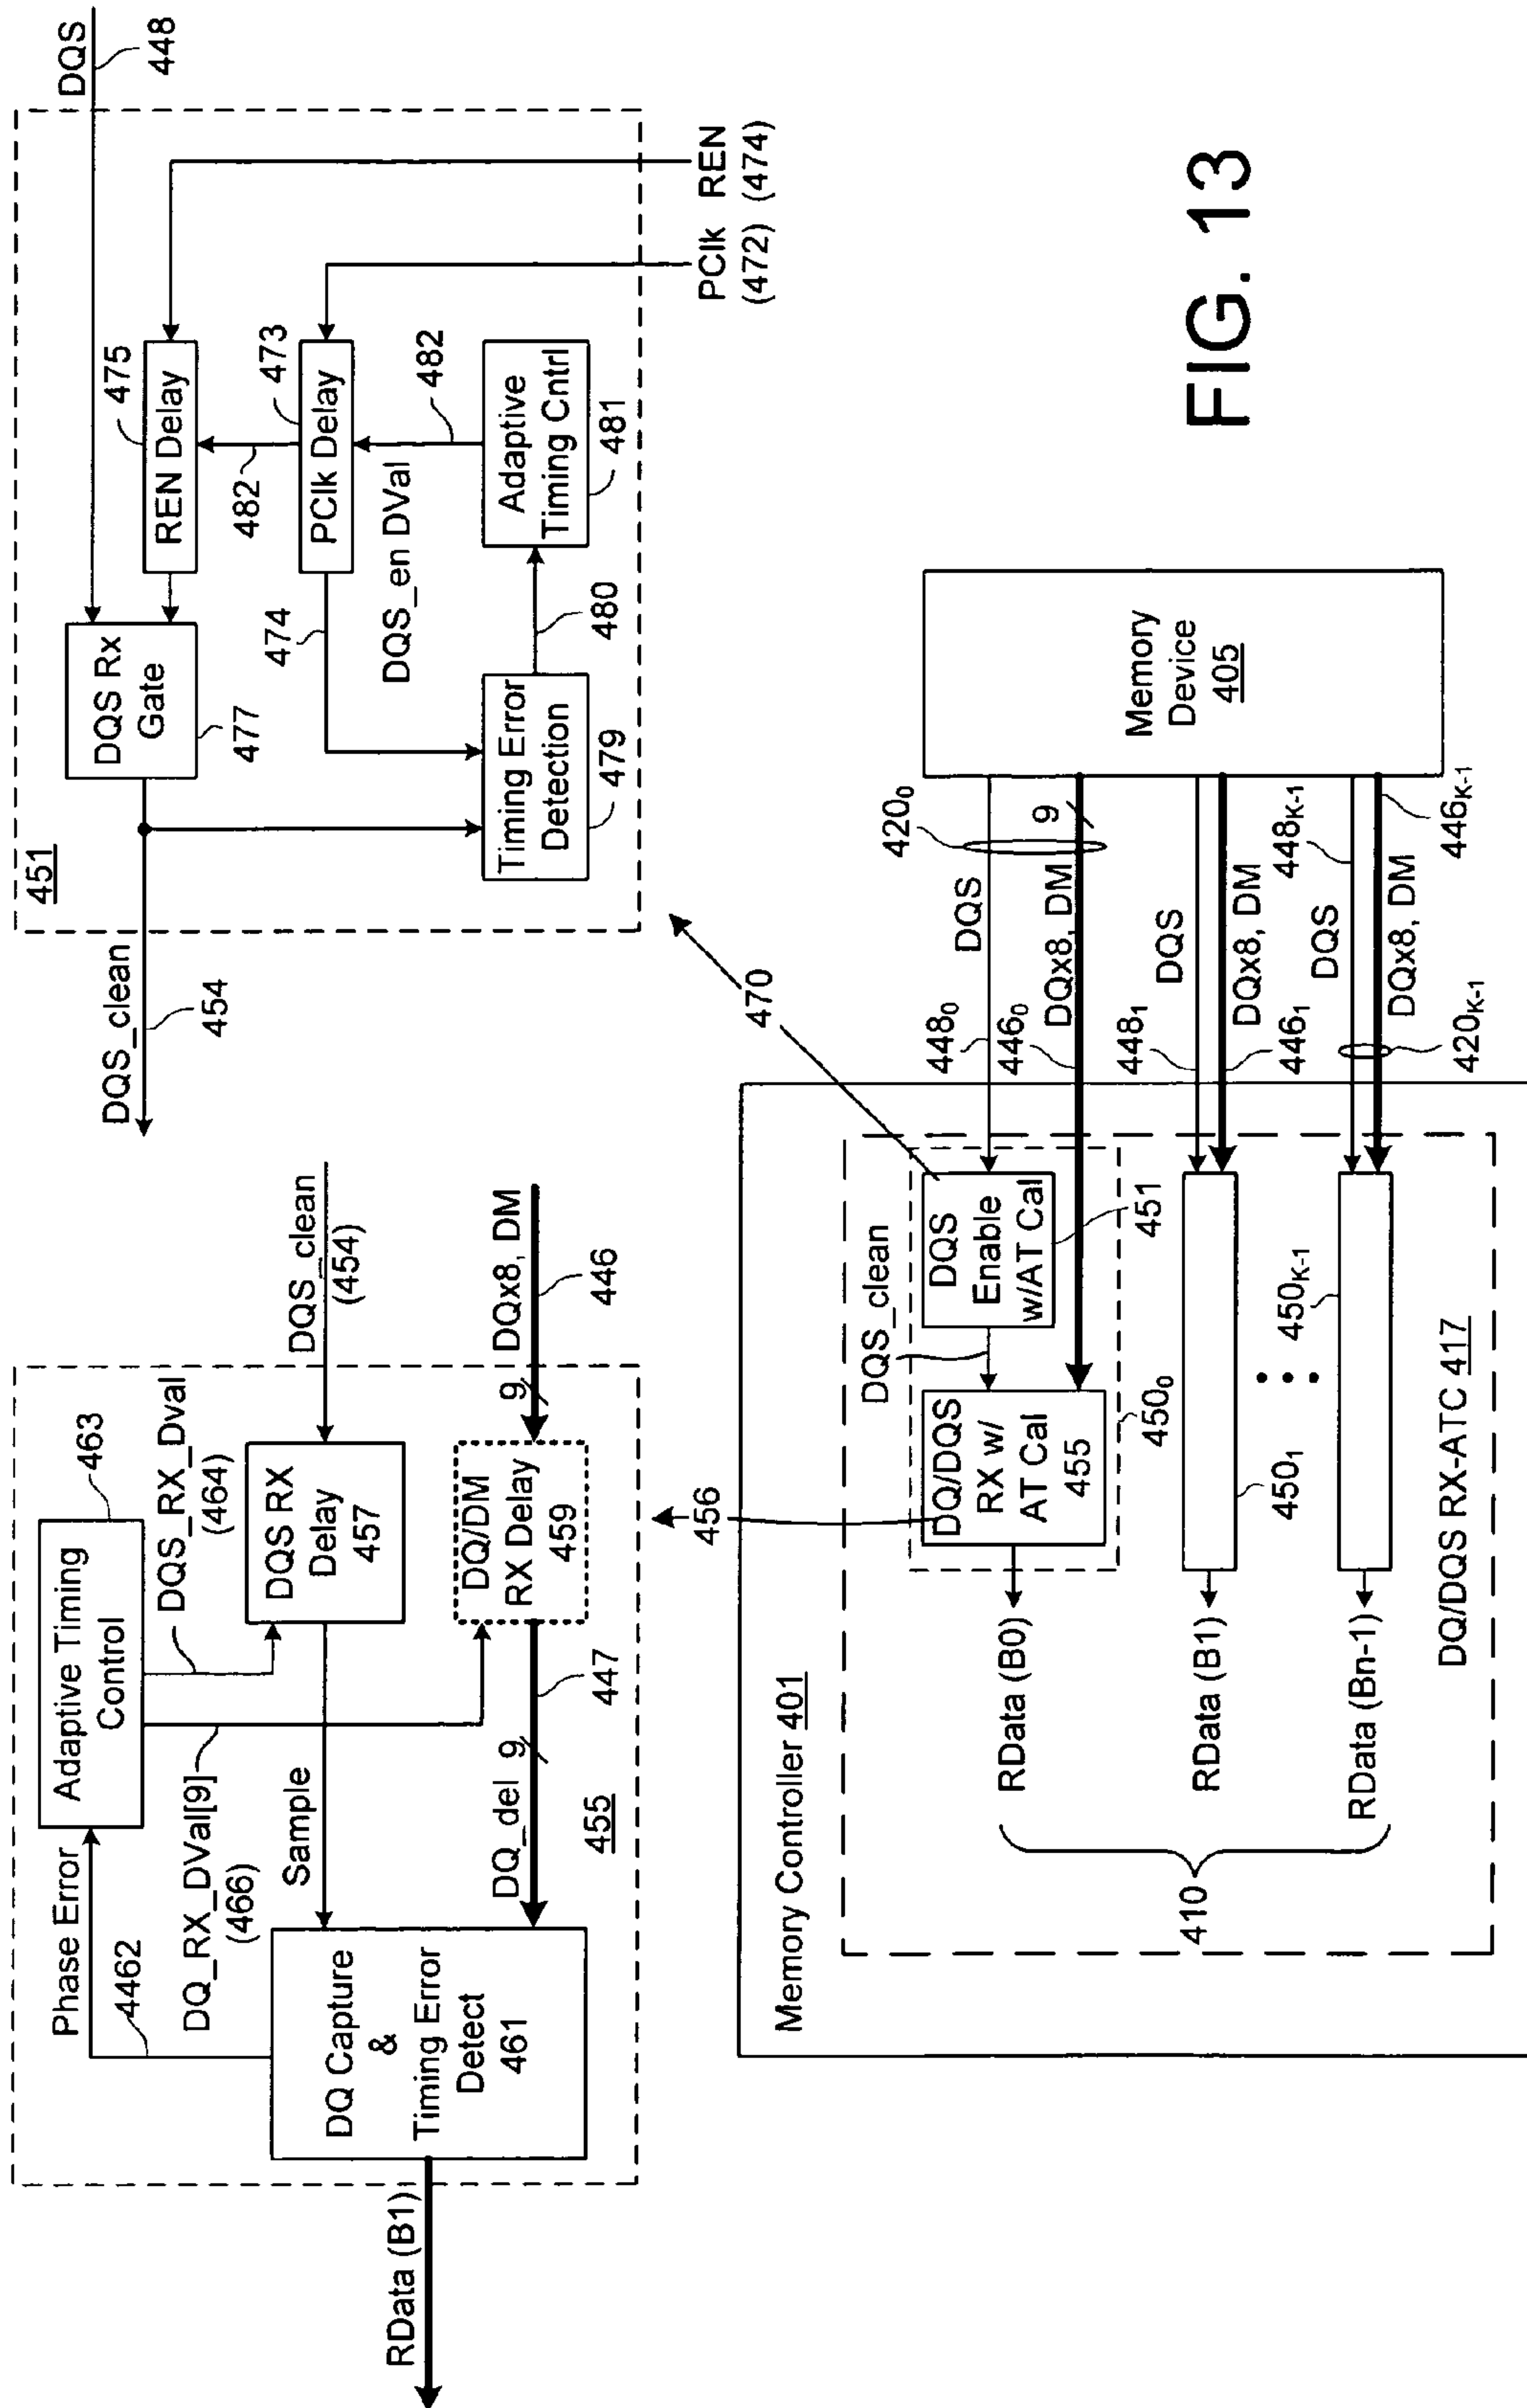 DQS
448
475
REN Delay
DQS Rx
Gate
477
482
473
PClk Delay
474
DQS_en DVal
482
Adaptive
Timing Cntrl
481
480
Timing Error
Detection
479
451
DQS_clean
454
PClk
(472)
REN
(474)
FIG. 13
463
Adaptive Timing
Control
Phase Error
4462
DQS_RX_Dval
(464)
DQ_RX_DVal[9]
(466)
DQS RX
Delay
457
DQS_clean
(454)
DQx8, DM
446
9
DQ/DM
RX Delay
459
447
Sample
DQ_del
9
455
DQ Capture
&
Timing Error
Detect
461
RData (B1)
456
470
Memory Controller 401
DQS_clean
DQS
Enable
w/AT Cal
451
DQ/DQS
RX w/
AT Cal
455
450₀
450₁
450K-1
DQ/DQS RX-ATC 417
RData (B0)
RData (B1)
RData (Bn-1)
410
Memory
Device
405
420₀
9
DQS
DQx8, DM
448₀
446₀
DQS
DQx8, DM
448₁
446₁
448K-1
DQS
DQx8, DM
446K-1
420K-1